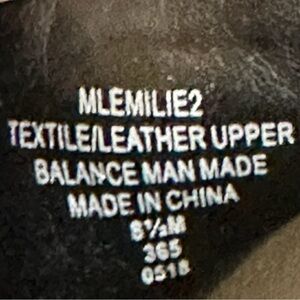 MLEMILIE2
TEXTILE/LEATHER UPPER
BALANCE MAN MADE
MADE IN CHINA
8½M
365
0518